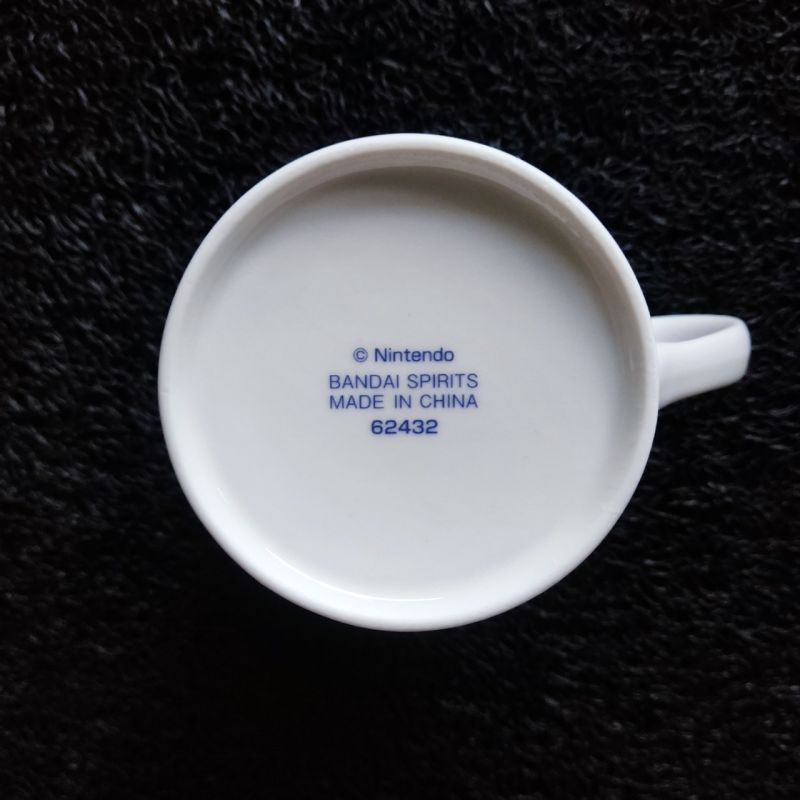 © Nintendo
BANDAI SPIRITS
MADE IN CHINA
62432